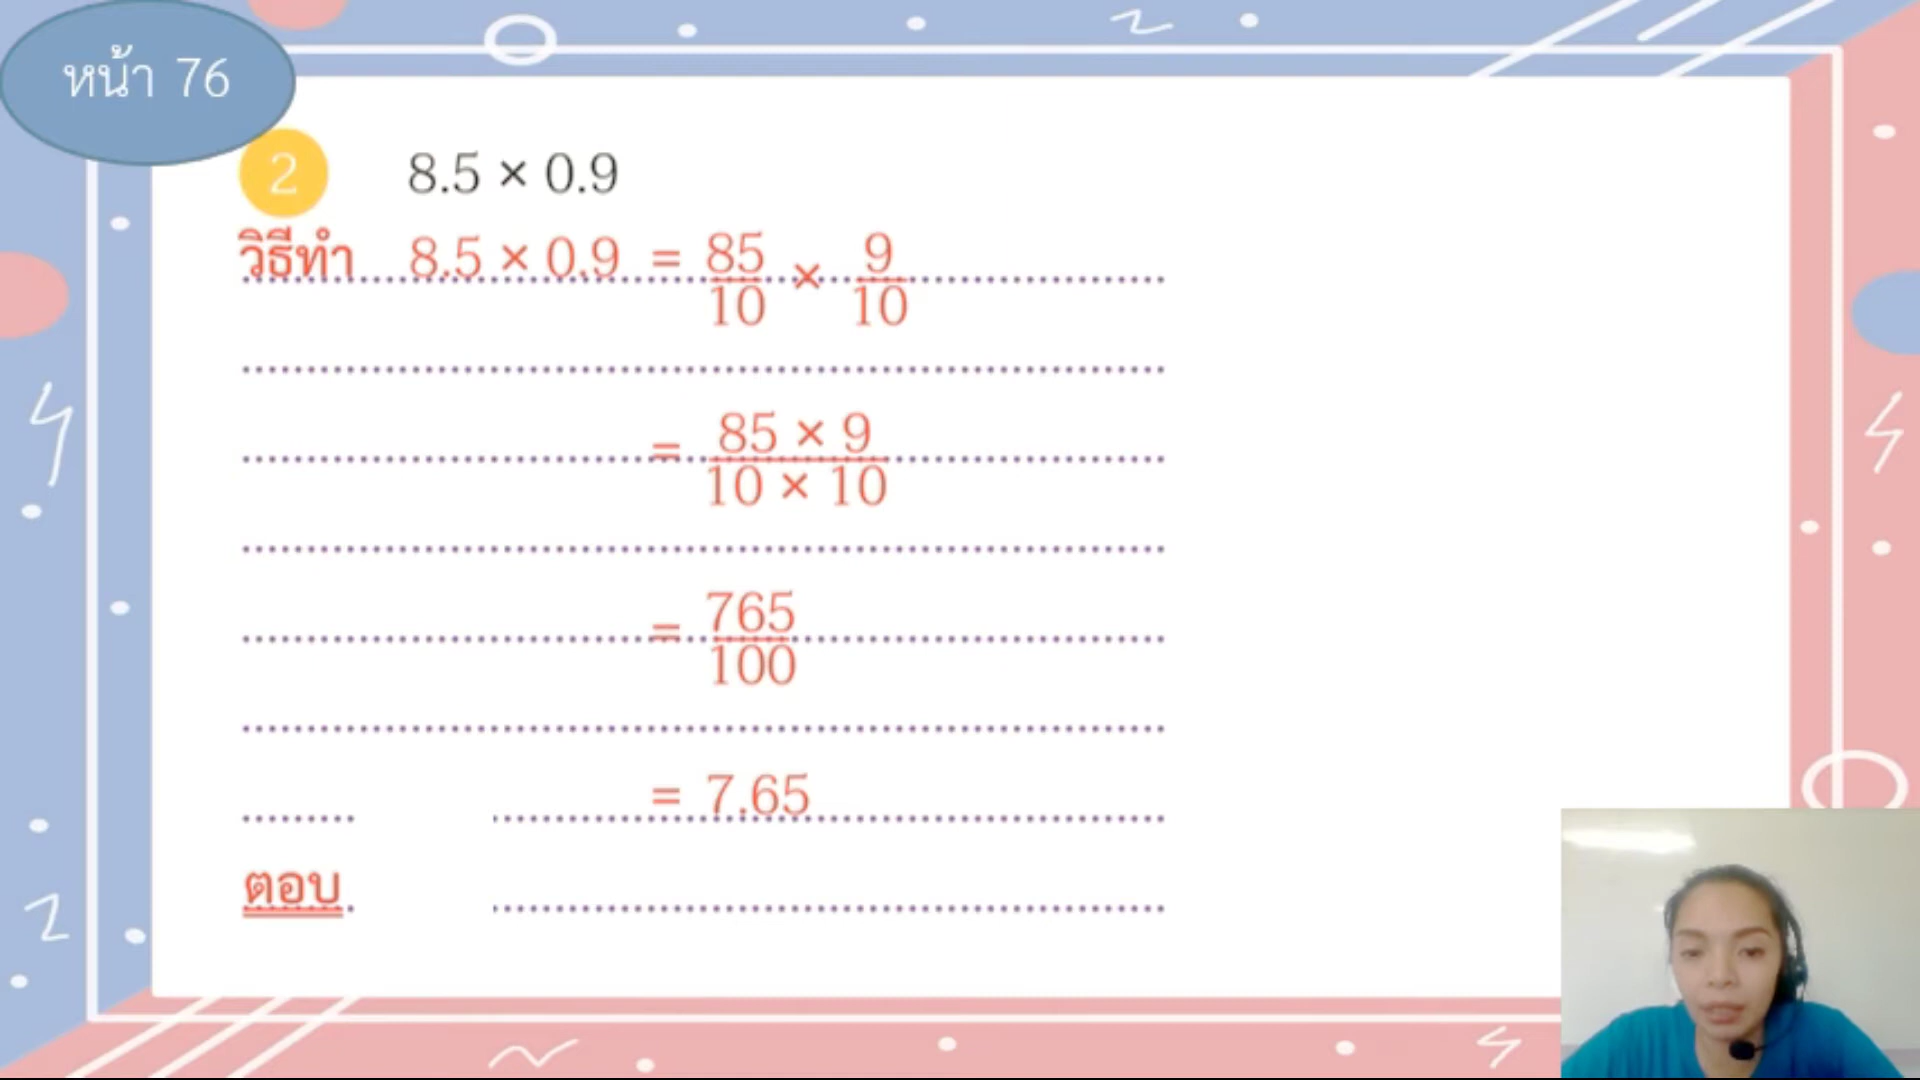 หน้า 76
2 8.5 × 0.9
วิธีทำ 8.5 × 0.9 = 85/10 × 9/10
= 85 × 9 / 10 × 10
= 765/100
= 7.65
ตอบ